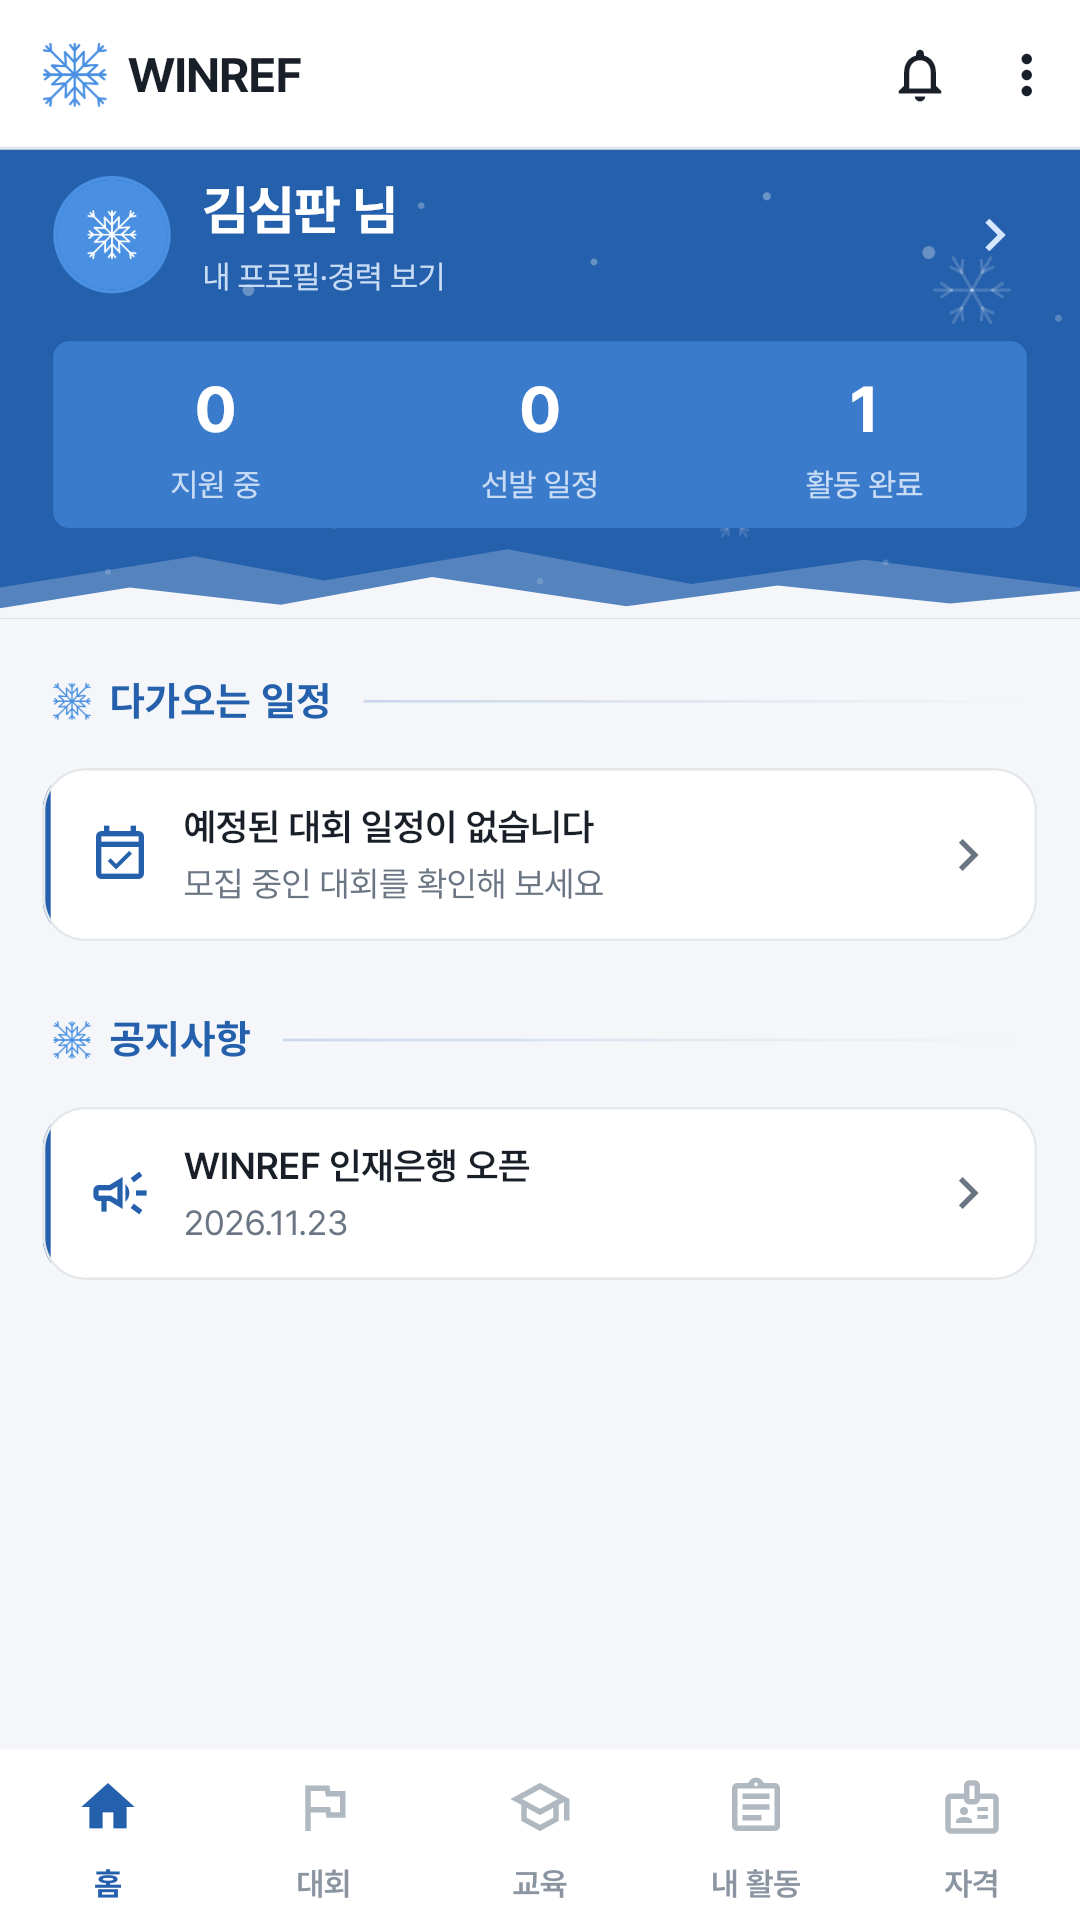 WINREF
김심판 님
내 프로필·경력 보기
0 0 1
지원 중 선발 일정 활동 완료
다가오는 일정
예정된 대회 일정이 없습니다
모집 중인 대회를 확인해 보세요
공지사항
WINREF 인재은행 오픈
2026.11.23
홈 대회 교육 내 활동 자격